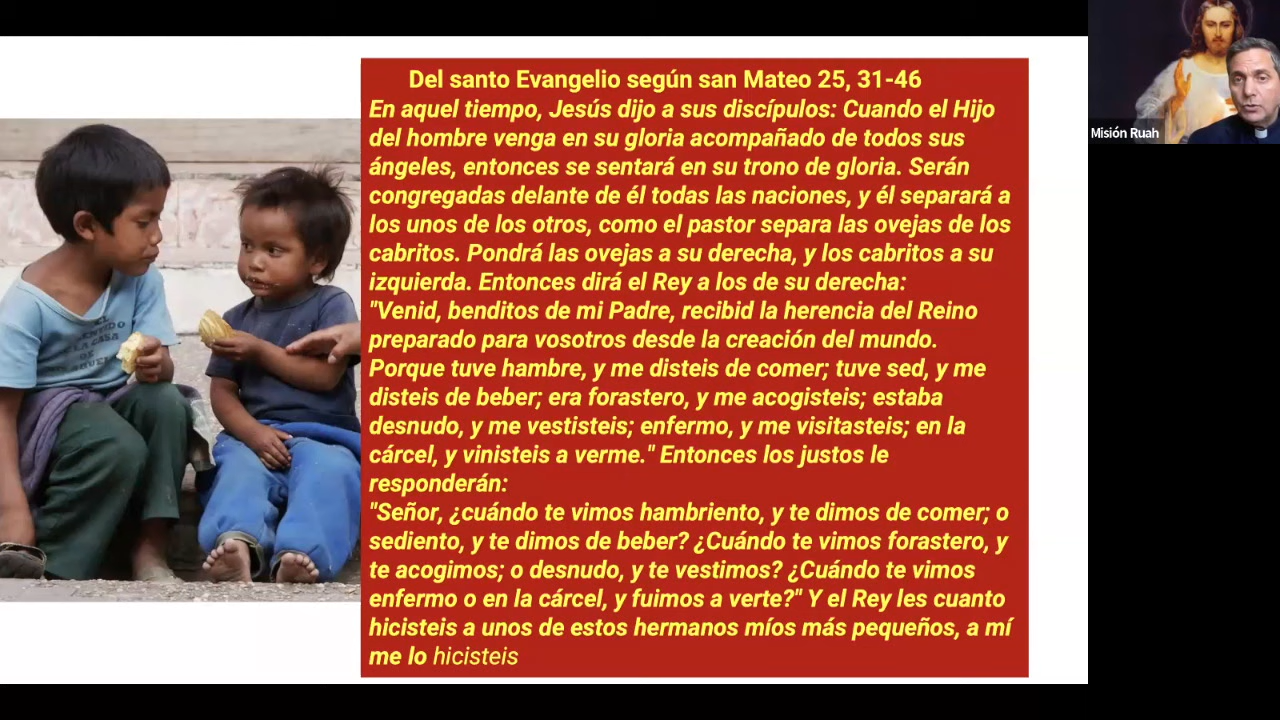 Del santo Evangelio según san Mateo 25, 31-46
En aquel tiempo, Jesús dijo a sus discípulos: Cuando el Hijo
del hombre venga en su gloria acompañado de todos sus
ángeles, entonces se sentará en su trono de gloria. Serán
congregadas delante de él todas las naciones, y él separará a
los unos de los otros, como el pastor separa las ovejas de los
cabritos. Pondrá las ovejas a su derecha, y los cabritos a su
izquierda. Entonces dirá el Rey a los de su derecha:
"Venid, benditos de mi Padre, recibid la herencia del Reino
preparado para vosotros desde la creación del mundo.
Porque tuve hambre, y me disteis de comer; tuve sed, y me
disteis de beber; era forastero, y me acogisteis; estaba
desnudo, y me vestisteis; enfermo, y me visitasteis; en la
cárcel, y vinisteis a verme." Entonces los justos le
responderán:
"Señor, ¿cuándo te vimos hambriento, y te dimos de comer; o
sediento, y te dimos de beber? ¿Cuándo te vimos forastero, y
te acogimos; o desnudo, y te vestimos? ¿Cuándo te vimos
enfermo o en la cárcel, y fuimos a verte?" Y el Rey les cuanto
hicisteis a unos de estos hermanos míos más pequeños, a mí
me lo hicisteis
Misión Ruah